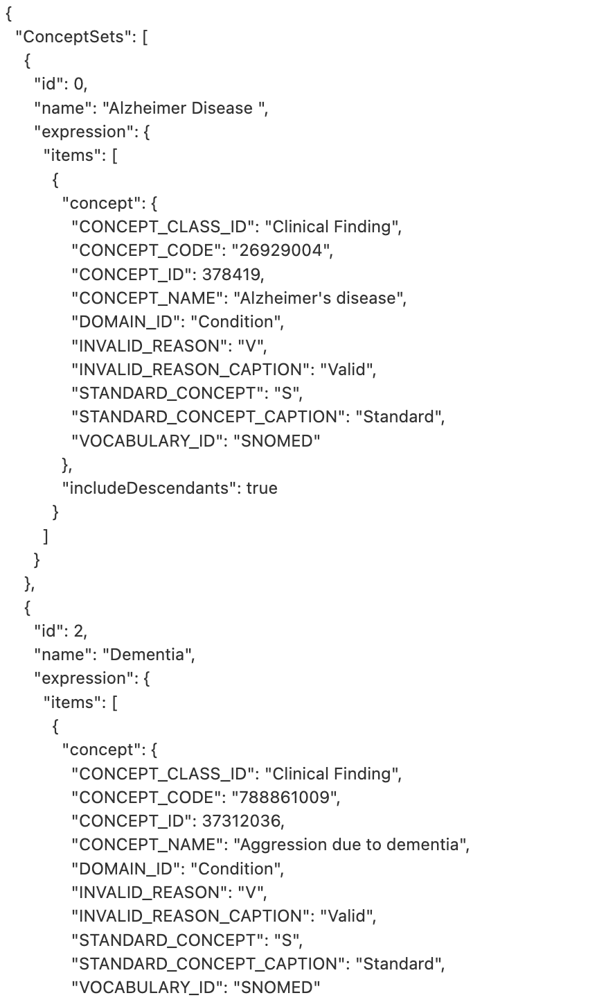 {
"ConceptSets": [
{
"id": 0,
"name": "Alzheimer Disease ",
"expression": {
"items": [
{
"concept": {
"CONCEPT_CLASS_ID": "Clinical Finding",
"CONCEPT_CODE": "26929004",
"CONCEPT_ID": 378419,
"CONCEPT_NAME": "Alzheimer's disease",
"DOMAIN_ID": "Condition",
"INVALID_REASON": "V",
"INVALID_REASON_CAPTION": "Valid",
"STANDARD_CONCEPT": "S",
"STANDARD_CONCEPT_CAPTION": "Standard",
"VOCABULARY_ID": "SNOMED"
},
"includeDescendants": true
}
]
}
},
{
"id": 2,
"name": "Dementia",
"expression": {
"items": [
{
"concept": {
"CONCEPT_CLASS_ID": "Clinical Finding",
"CONCEPT_CODE": "788861009",
"CONCEPT_ID": 37312036,
"CONCEPT_NAME": "Aggression due to dementia",
"DOMAIN_ID": "Condition",
"INVALID_REASON": "V",
"INVALID_REASON_CAPTION": "Valid",
"STANDARD_CONCEPT": "S",
"STANDARD_CONCEPT_CAPTION": "Standard",
"VOCABULARY_ID": "SNOMED"